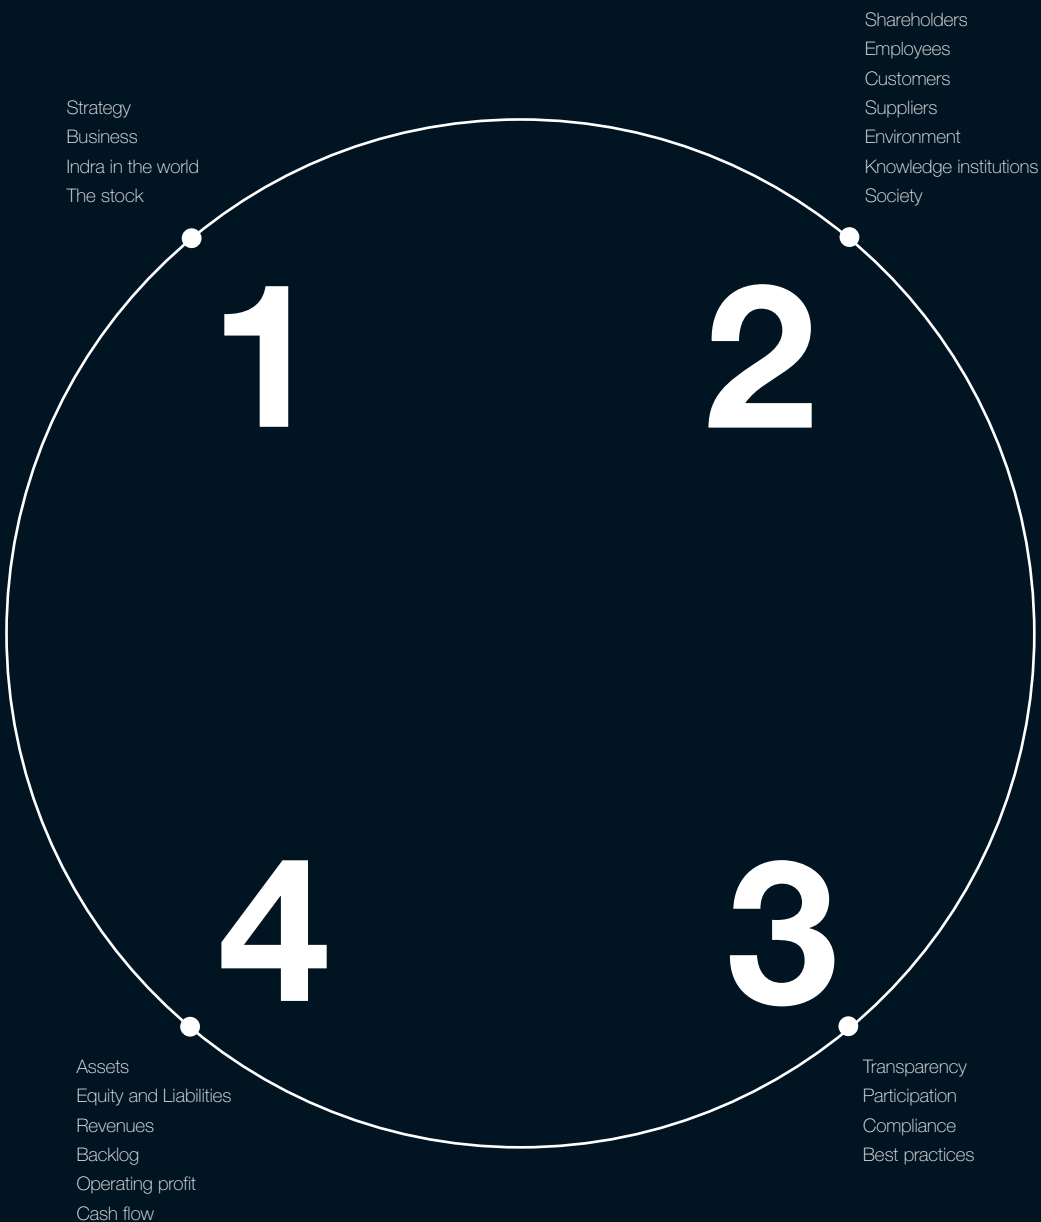 Strategy
Business
Indra in the world
The stock
1
Shareholders
Employees
Customers
Suppliers
Environment
Knowledge institutions
Society
2
4
Assets
Equity and Liabilities
Revenues
Backlog
Operating profit
Cash flow
3
Transparency
Participation
Compliance
Best practices